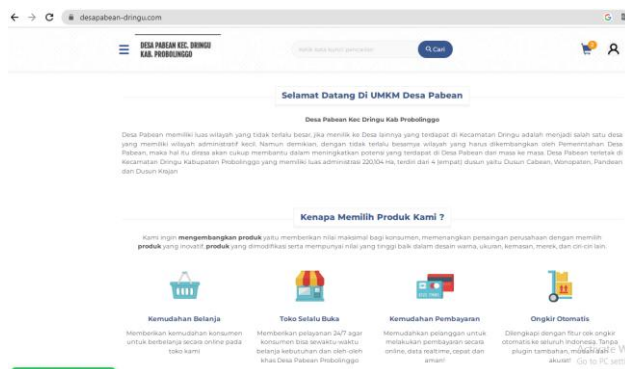 desapabean-dringu.com
DESA PABEAN KEC. DRINGU
KAB. PROBOLINGGO
Cari
Selamat Datang Di UMKM Desa Pabean
Desa Pabean Kec Dringu Kab Probolinggo
Desa Pabean memiliki luas wilayah yang tidak terlalu besar, jika menilik ke Desa lainnya yang terdapat di Kecamatan Dringu adalah menjadi salah satu desa
yang memiliki wilayah administratif kecil. Namun demikian, dengan tidak terlalu besarnya wilayah yang harus dikembangkan oleh Pemerintahan Desa
Pabean, maka hal itu dirasa akan cukup membantu dalam meningkatkan potensi yang terdapat di Desa Pabean dari masa ke masa. Desa Pabean terletak di
Kecamatan Dringu Kabupaten Probolinggo yang memiliki luas administrasi 220,104 Ha, terdiri dari 4 (empat) dusun yaitu Dusun Cabean, Wonopaten, Pandean
dan Dusun Krajan
Kenapa Memilih Produk Kami ?
Kami ingin mengembangkan produk yaitu memberikan nilai maksimal bagi konsumen, memenangkan persaingan perusahaan dengan memilih
produk yang inovatif produk yang dimodifikasi serta mempunyai nilai yang tinggi baik dalam desain warna, ukuran, kemasan, merek, dan ciri-ciri lain.
Kemudahan Belanja
Memberikan kemudahan konsumen
untuk berbelanja secara online pada
toko kami
Toko Selalu Buka
Memberikan pelayanan 24/7 agar
konsumen bisa sewaktu-waktu
belanja kebutuhan dan oleh-oleh
khas Desa Pabean Probolinggo
Kemudahan Pembayaran
Memudahkan pelanggan untuk
melakukan pembayaran secara
online, data realtime, cepat dan
aman!
Ongkir Otomatis
Dilengkapi dengan fitur cek ongkir
otomatis ke seluruh Indonesia. Tanpa
plugin tambahan, mudah dan
akurat!
Go to PC sett